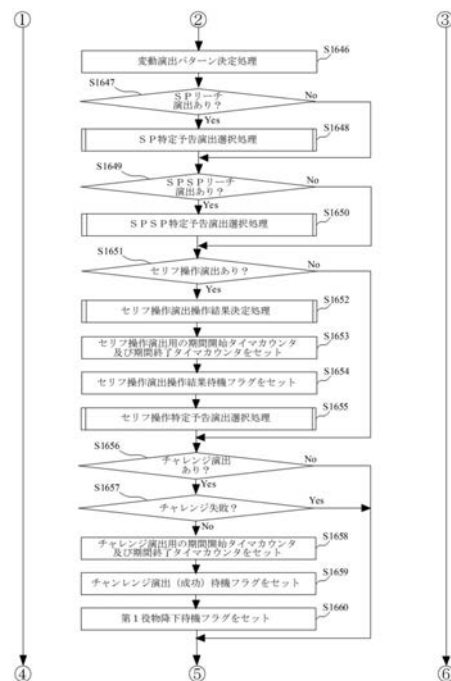 ① ② ③
変動演出パターン決定処理 S1646
S1647
SPリーチ
演出あり？
No
Yes
SP特定予告演出選択処理 S1648
S1649
SPSPリーチ
演出あり？
No
Yes
SPSP特定予告演出選択処理 S1650
S1651
セリフ操作演出あり？
No
Yes
セリフ操作演出操作結果決定処理 S1652
セリフ操作演出用の期間開始タイマカウンタ
及び期間終了タイマカウンタをセット
S1653
セリフ操作演出操作結果待機フラグをセット S1654
セリフ操作特定予告演出選択処理 S1655
S1656
チャレンジ演出
あり？
No
Yes
S1657
チャレンジ失敗？
Yes
No
チャレンジ演出用の期間開始タイマカウンタ
及び期間終了タイマカウンタをセット
S1658
チャンレンジ演出（成功）待機フラグをセット S1659
第１役物降下待機フラグをセット S1660
④ ⑤ ⑥